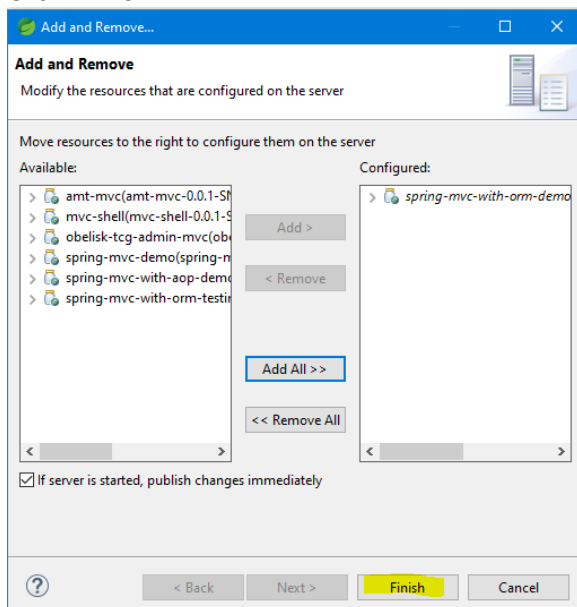 Add and Remove...
Add and Remove
Modify the resources that are configured on the server
Move resources to the right to configure them on the server
Available:
Configured:
amt-mvc(amt-mvc-0.0.1-SN
mvc-shell(mvc-shell-0.0.1-S
obelisk-tcg-admin-mvc(obe
spring-mvc-demo(spring-m
spring-mvc-with-aop-demo
spring-mvc-with-orm-testin
spring-mvc-with-orm-demo
Add >
< Remove
Add All >>
<< Remove All
If server is started, publish changes immediately
?
< Back
Next >
Finish
Cancel